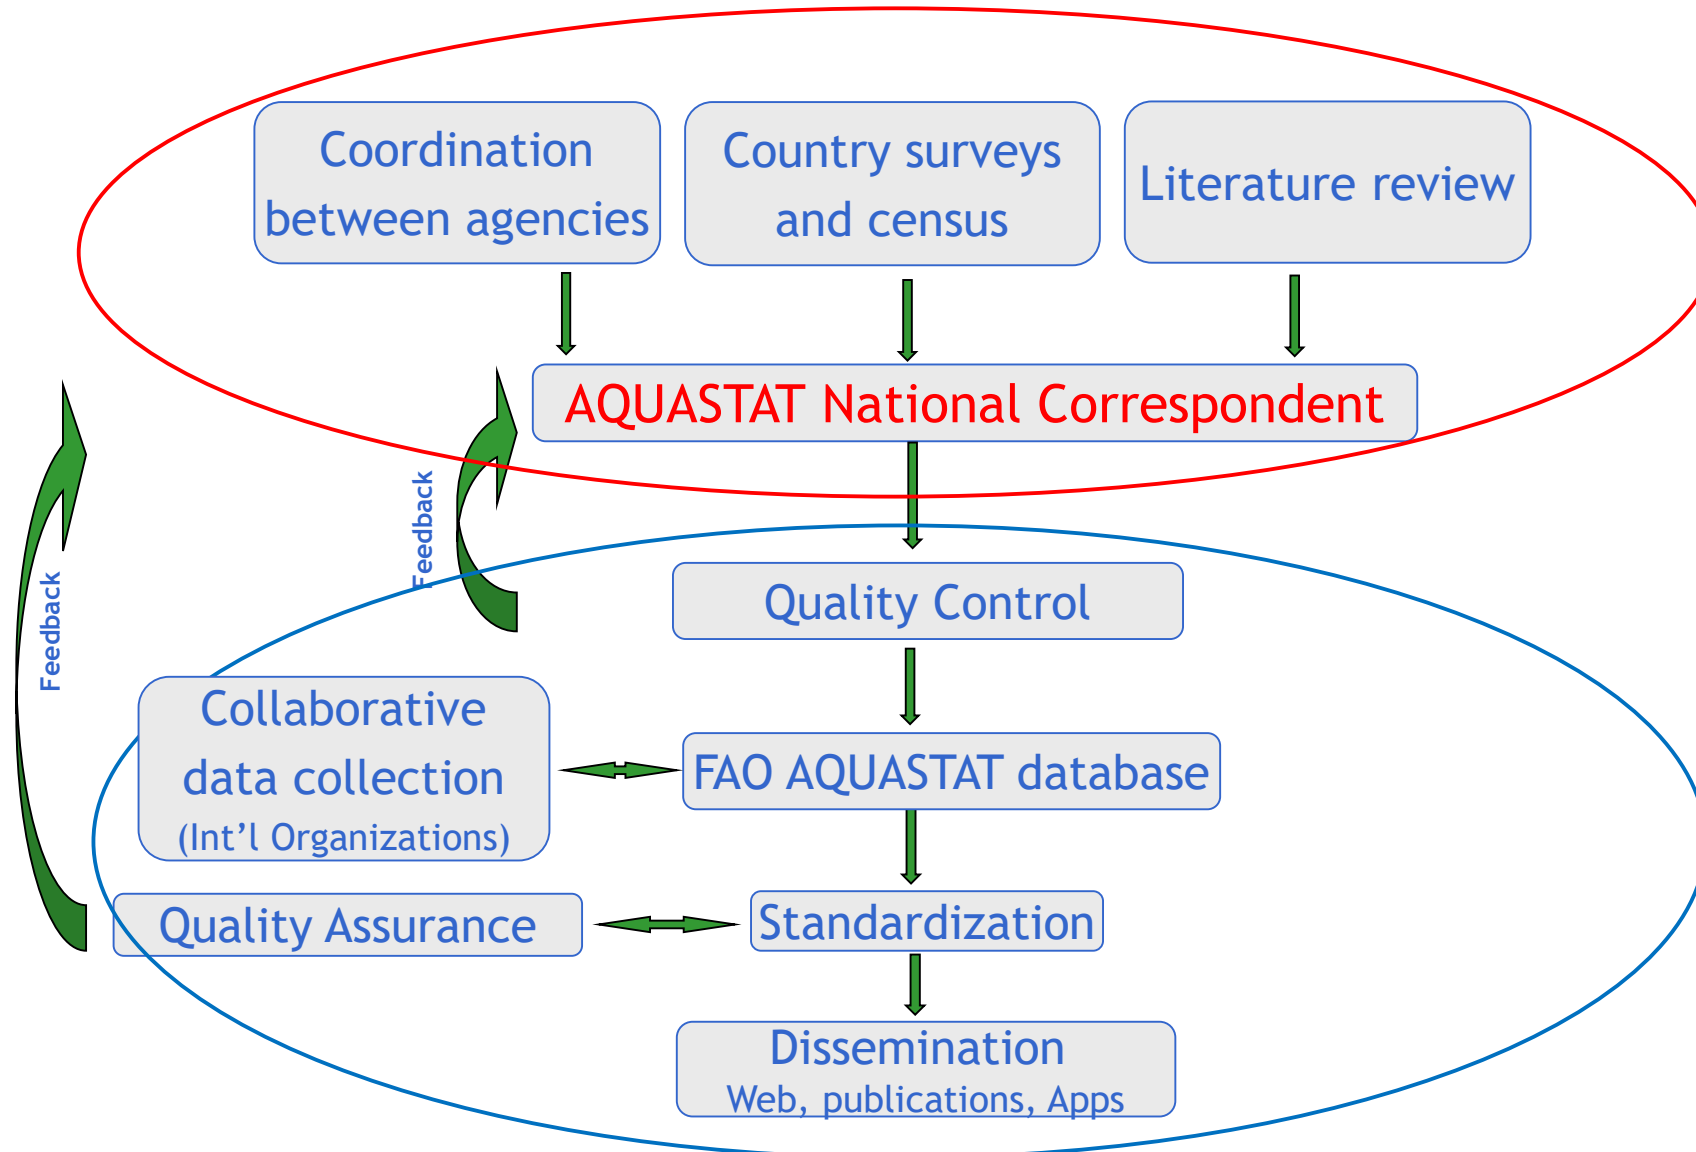 Coordination
between agencies
Country surveys
and census
Literature review
AQUASTAT National Correspondent
Feedback
Feedback
Quality Control
Collaborative
data collection
(Int’l Organizations)
FAO AQUASTAT database
Quality Assurance
Standardization
Dissemination
Web, publications, Apps